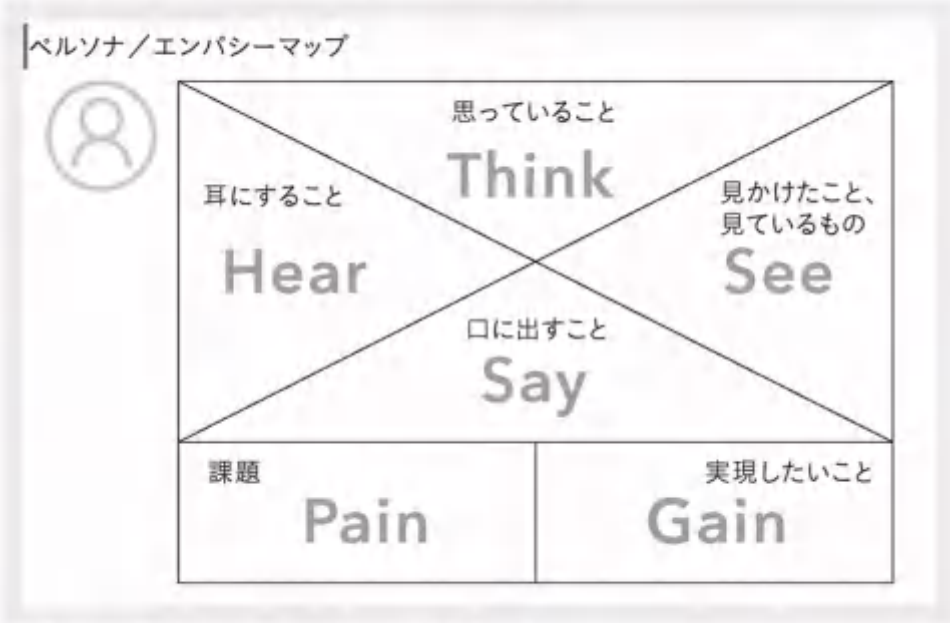 ペルソナ／エンパシーマップ
思っていること
Think
耳にすること
Hear
見かけたこと、
見ているもの
See
口に出すこと
Say
課題
Pain
実現したいこと
Gain